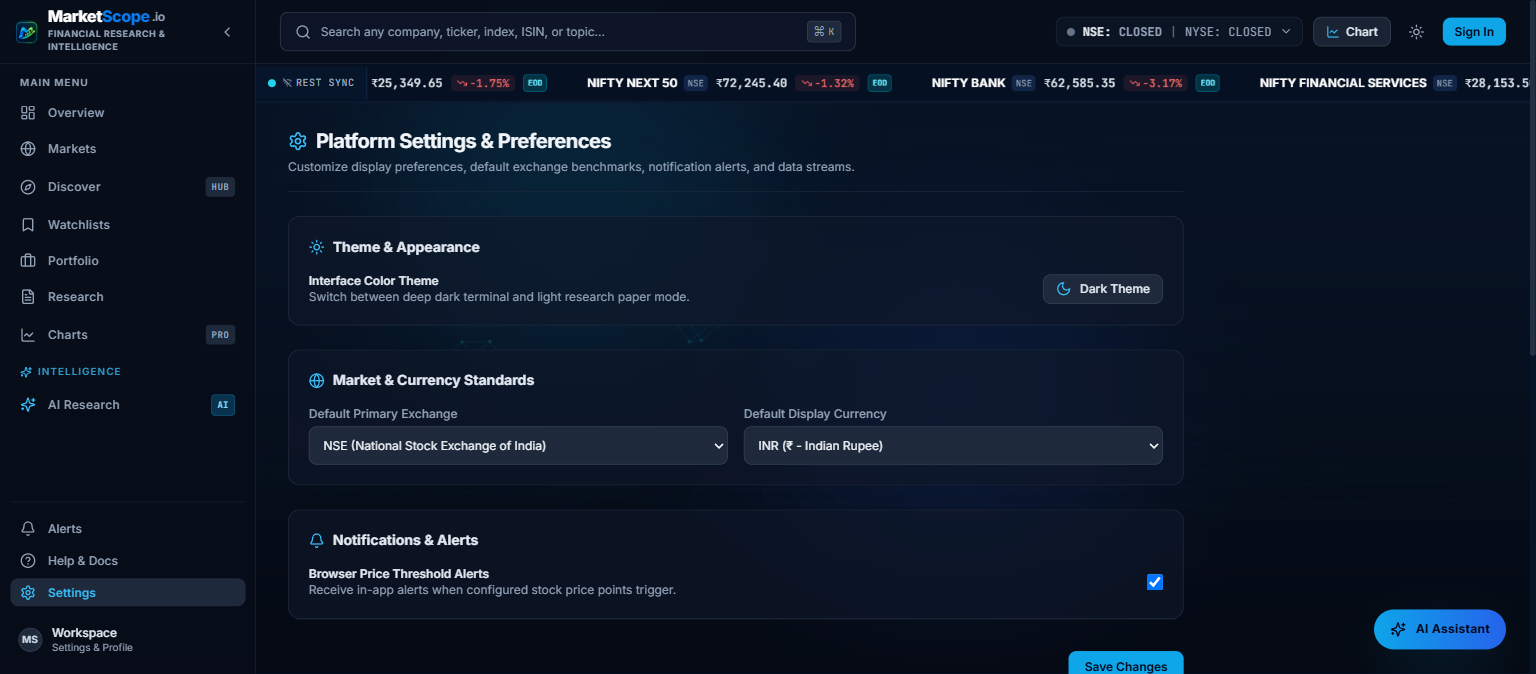 MarketScope.io
FINANCIAL RESEARCH &
INTELLIGENCE
Search any company, ticker, index, ISIN, or topic...
⌘ K
NSE: CLOSED | NYSE: CLOSED
Chart
Sign In
REST SYNC
₹25,349.65 -1.75% EOD
NIFTY NEXT 50 NSE ₹72,245.40 -1.32% EOD
NIFTY BANK NSE ₹62,585.35 -3.17% EOD
NIFTY FINANCIAL SERVICES NSE ₹28,153.5
MAIN MENU
Overview
Markets
Discover HUB
Watchlists
Portfolio
Research
Charts PRO
INTELLIGENCE
AI Research AI
Alerts
Help & Docs
Settings
MS
Workspace
Settings & Profile
Platform Settings & Preferences
Customize display preferences, default exchange benchmarks, notification alerts, and data streams.
Theme & Appearance
Interface Color Theme
Switch between deep dark terminal and light research paper mode.
Dark Theme
Market & Currency Standards
Default Primary Exchange
NSE (National Stock Exchange of India)
Default Display Currency
INR (₹ - Indian Rupee)
Notifications & Alerts
Browser Price Threshold Alerts
Receive in-app alerts when configured stock price points trigger.
Save Changes
AI Assistant